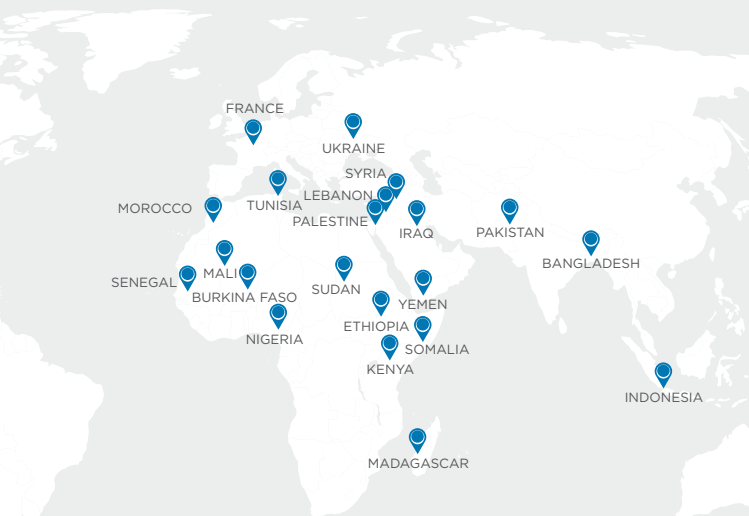 FRANCE
UKRAINE
SYRIA
LEBANON
TUNISIA
MOROCCO
PALESTINE
IRAQ
PAKISTAN
BANGLADESH
MALI
SENEGAL
SUDAN
BURKINA FASO
YEMEN
ETHIOPIA
NIGERIA
SOMALIA
KENYA
INDONESIA
MADAGASCAR